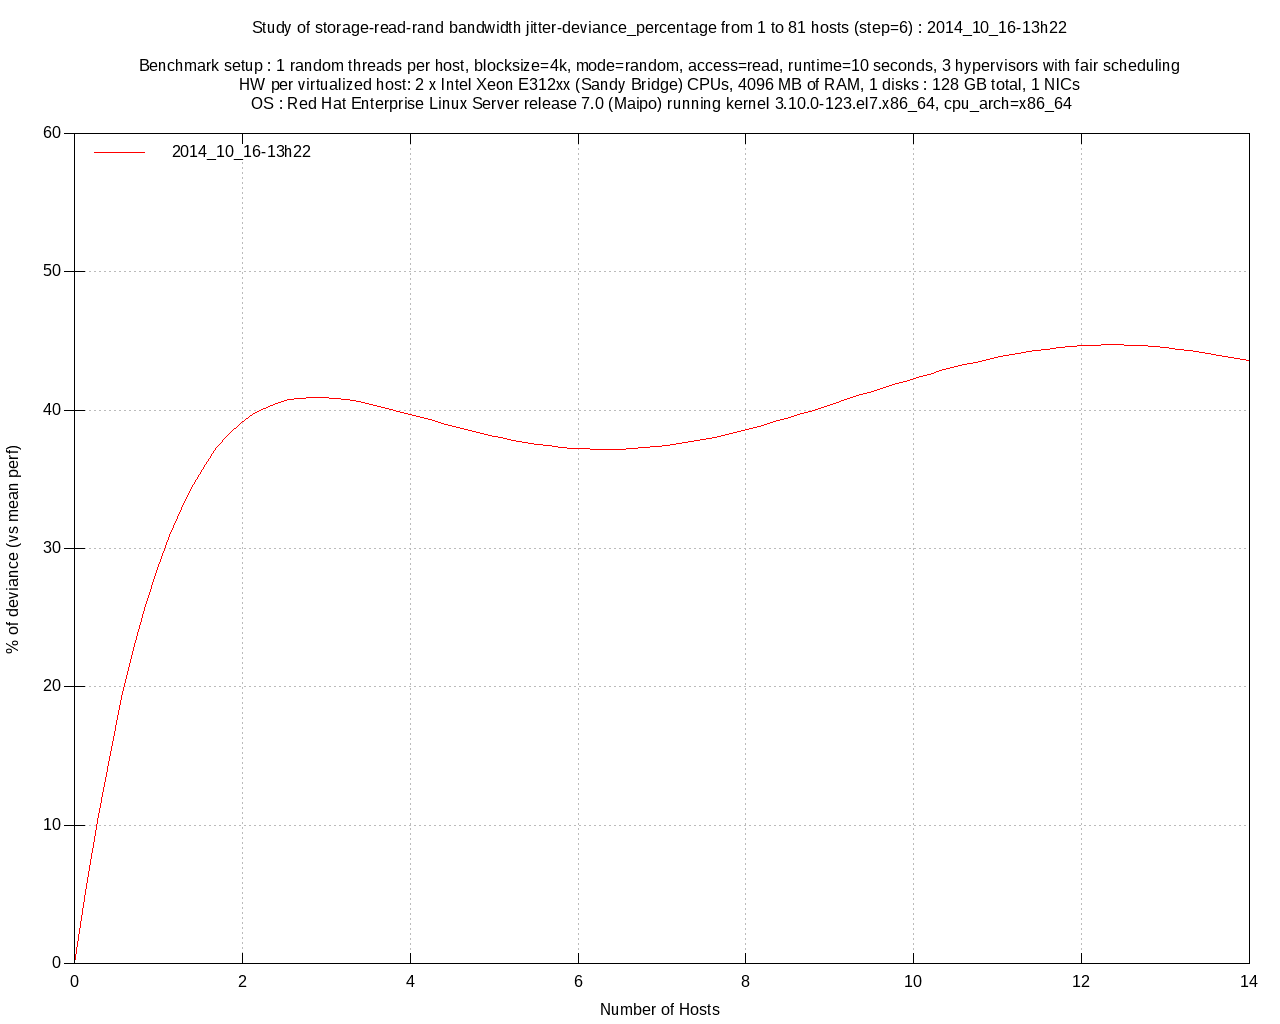 Study of storage-read-rand bandwidth jitter-deviance_percentage from 1 to 81 hosts (step=6) : 2014_10_16-13h22
Benchmark setup : 1 random threads per host, blocksize=4k, mode=random, access=read, runtime=10 seconds, 3 hypervisors with fair scheduling
HW per virtualized host: 2 x Intel Xeon E312xx (Sandy Bridge) CPUs, 4096 MB of RAM, 1 disks : 128 GB total, 1 NICs
OS : Red Hat Enterprise Linux Server release 7.0 (Maipo) running kernel 3.10.0-123.el7.x86_64, cpu_arch=x86_64
2014_10_16-13h22
60
50
40
30
20
10
0
% of deviance (vs mean perf)
0 2 4 6 8 10 12 14
Number of Hosts